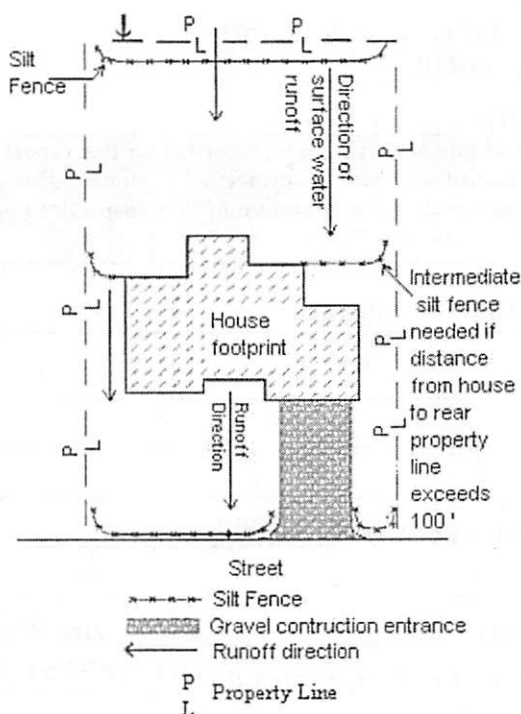 P
L
P
L
Silt
Fence
Direction or
surface water
runoff
P
L
P
L
P
L
P
L
House
footprint
Intermediate
silt fence
needed if
distance
from house
to rear
property
line
exceeds
100'
P
L
P
L
P
L
Runoff
Direction
Street
Silt Fence
Gravel contruction entrance
Runoff direction
P
L
Property Line